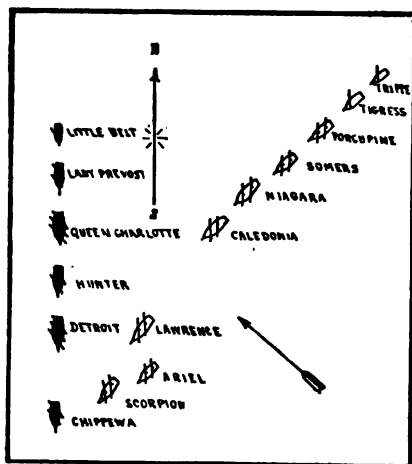 N
TRIPPE
TIGRESS
LITTLE BELT
PORCUPINE
LADY PREVOST
SOMERS
NIAGARA
S
QUEEN CHARLOTTE
CALEDONIA
HUNTER
DETROIT
LAWRENCE
ARIEL
SCORPION
CHIPPEWA